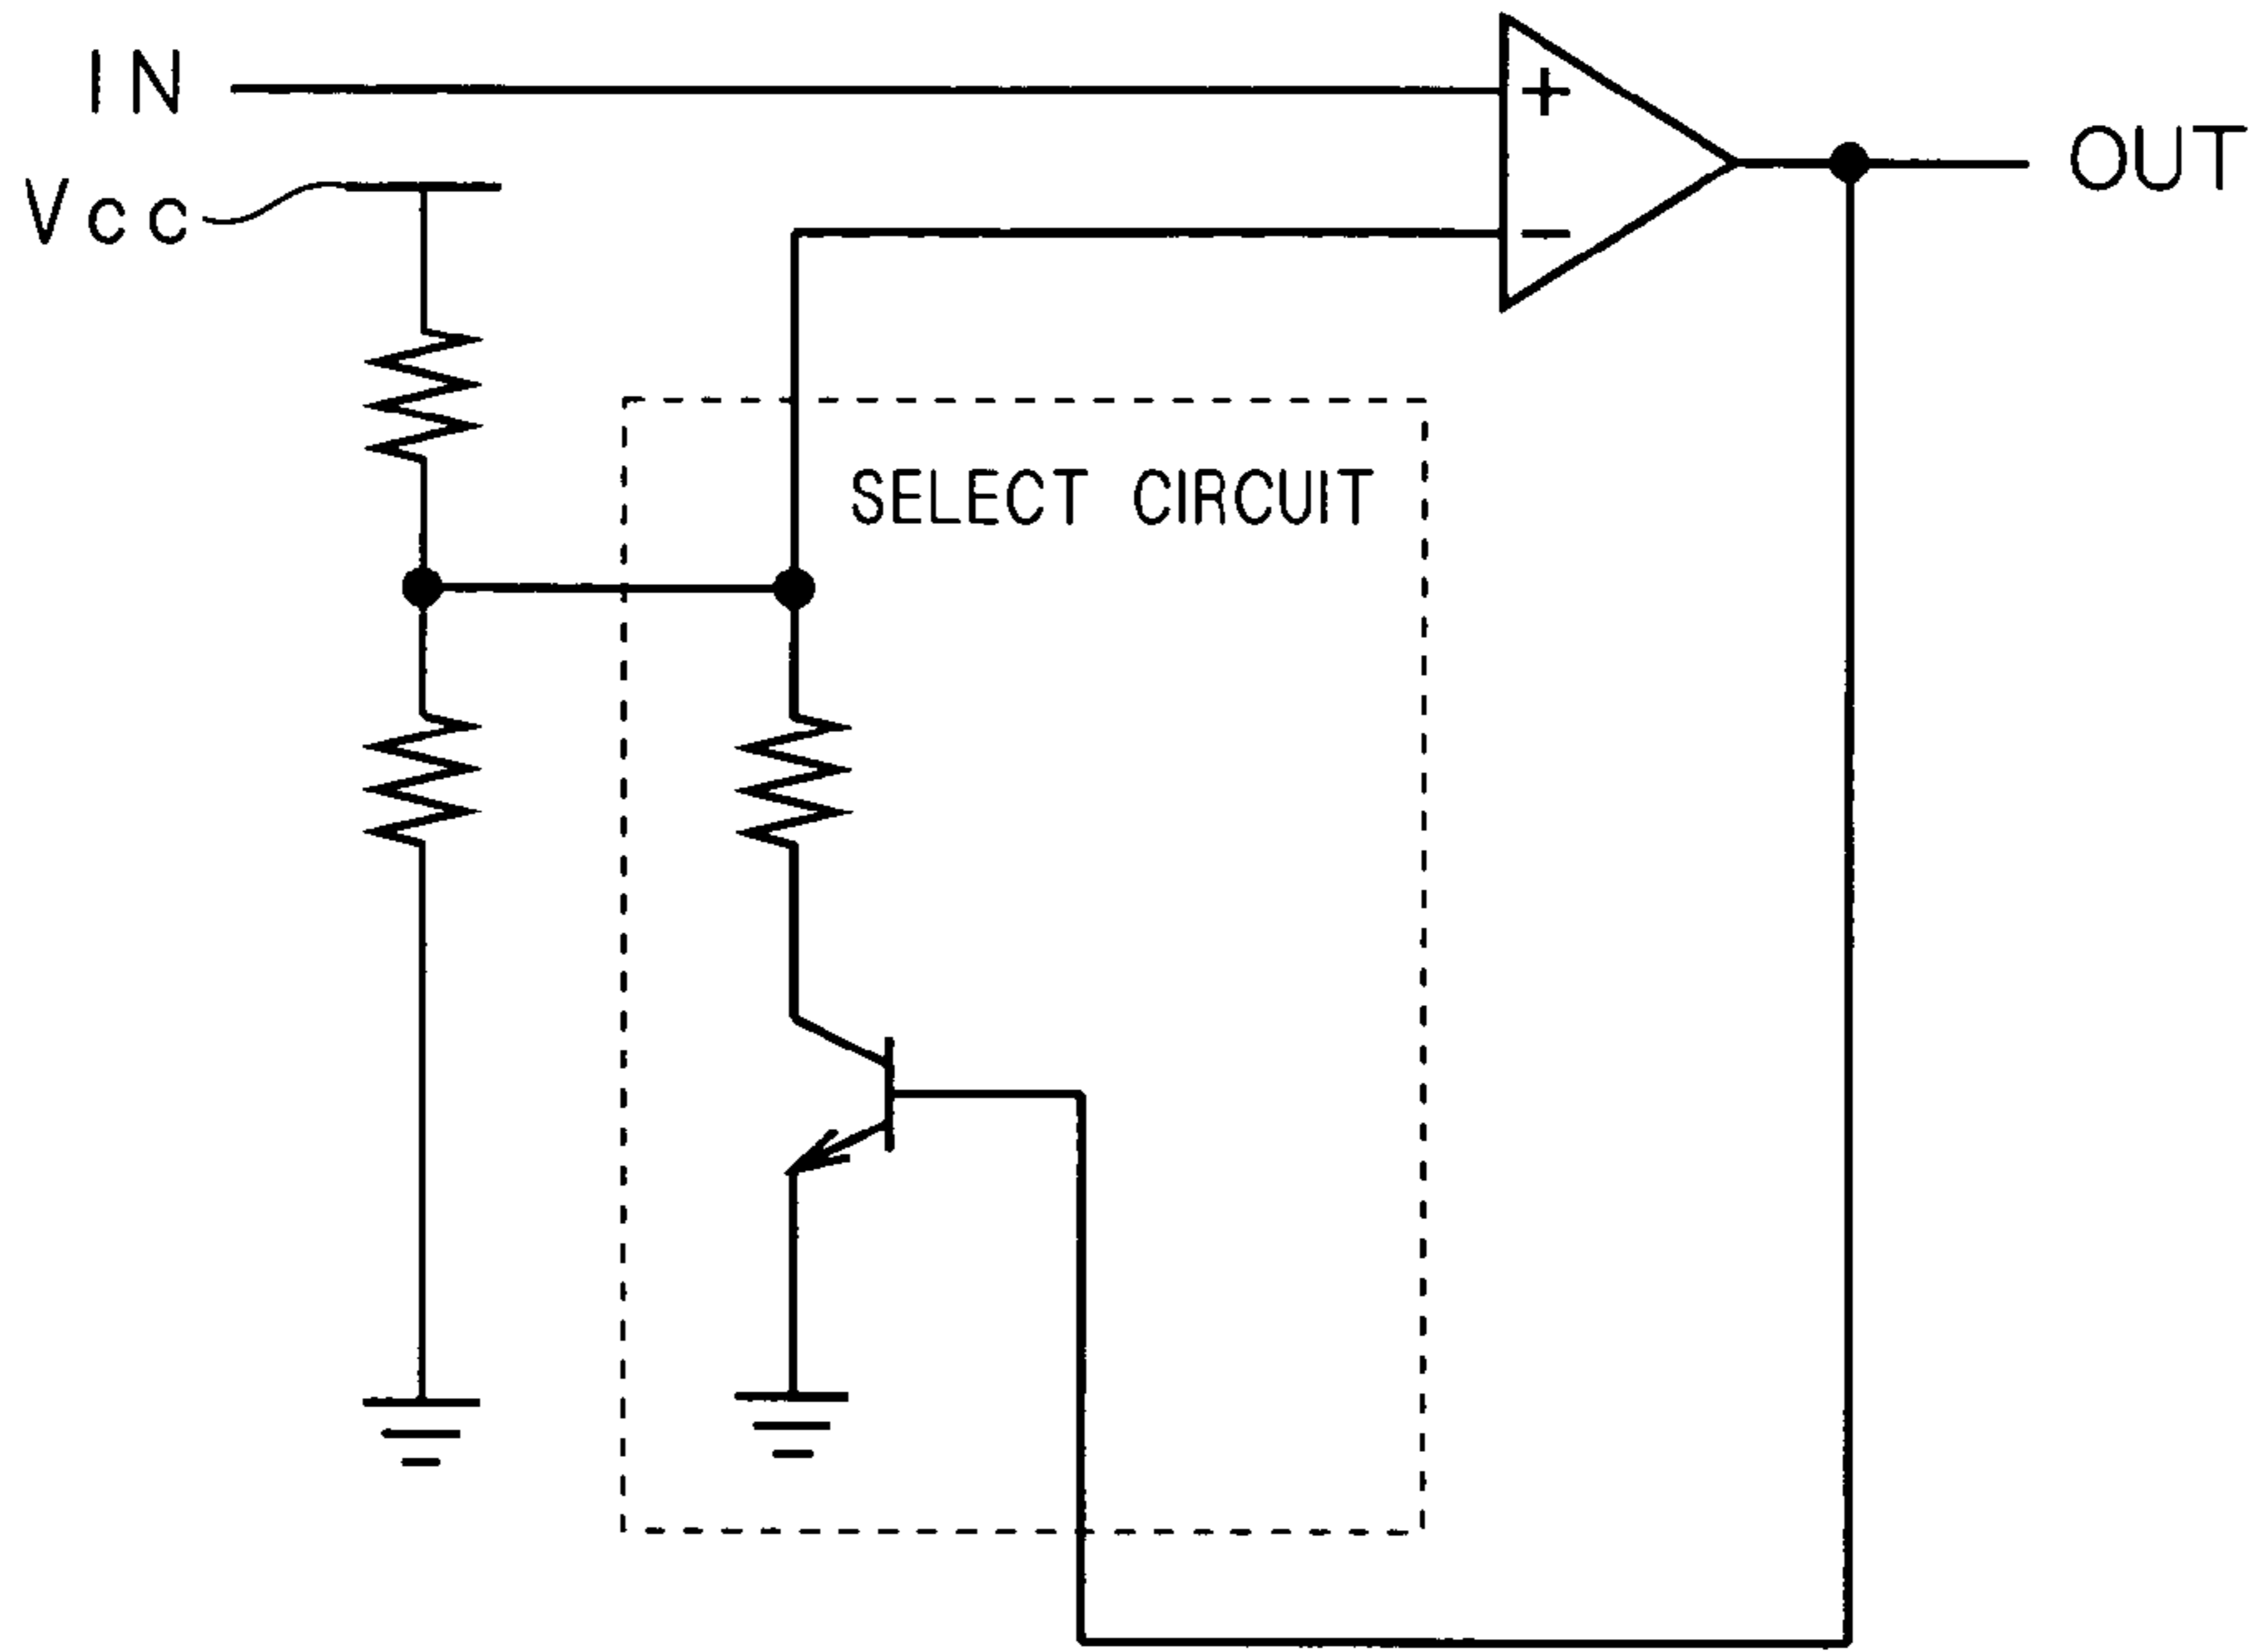 IN
OUT
Vcc
+
−
SELECT CIRCUIT